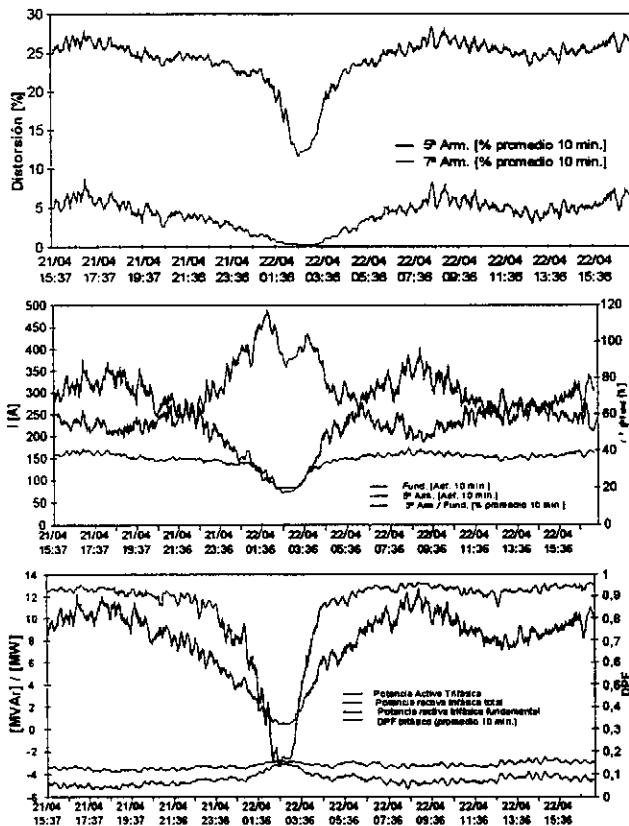 30
25
20
15
10
5
0
Distorsión [%]
5ª Arm. [% promedio 10 min.]
7ª Arm. [% promedio 10 min.]
21/04 21/04 21/04 21/04 21/04 22/04 22/04 22/04 22/04 22/04 22/04 22/04 22/04
15:37 17:37 19:37 21:36 23:36 01:36 03:36 05:36 07:36 09:36 11:36 13:36 15:36
500
450
400
350
300
250
200
150
100
50
0
I [A]
120
100
80
60
40
20
0
Fund. [Aef. 10 min.]
5ª Arm. [Aef. 10 min.]
5ª Arm / Fund. [% promedio 10 min.]
21/04 21/04 21/04 21/04 21/04 22/04 22/04 22/04 22/04 22/04 22/04 22/04 22/04
15:37 17:37 19:37 21:36 23:36 01:36 03:36 05:36 07:36 09:36 11:36 13:36 15:36
14
12
10
8
6
4
2
0
-2
-4
-6
[MVAr] / [MW]
1
0,9
0,8
0,7
0,6
0,5
0,4
0,3
0,2
0,1
0
DPF
Potencia Activa Trifásica
Potencia reactiva trifásica total
Potencia reactiva trifásica fundamental
DPF trifásico (promedio 10 min.)
21/04 21/04 21/04 21/04 21/04 22/04 22/04 22/04 22/04 22/04 22/04 22/04 22/04
15:37 17:37 19:37 21:36 23:36 01:36 03:36 05:36 07:36 09:36 11:36 13:36 15:36